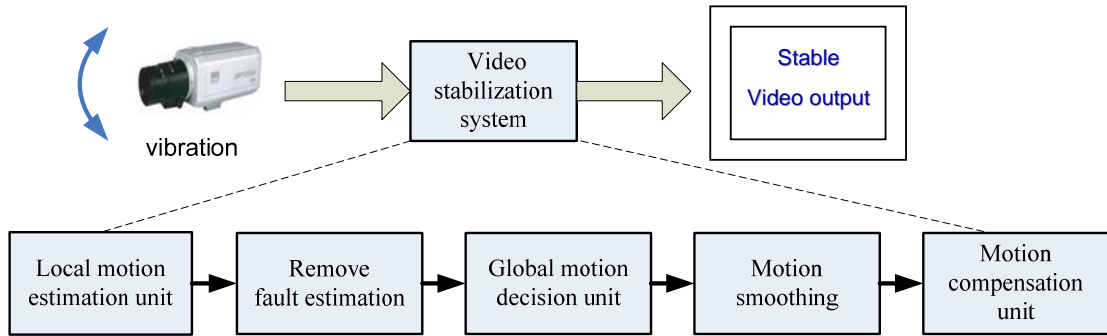 vibration
Video
stabilization
system
Stable
Video output
Local motion
estimation unit
Remove
fault estimation
Global motion
decision unit
Motion
smoothing
Motion
compensation
unit